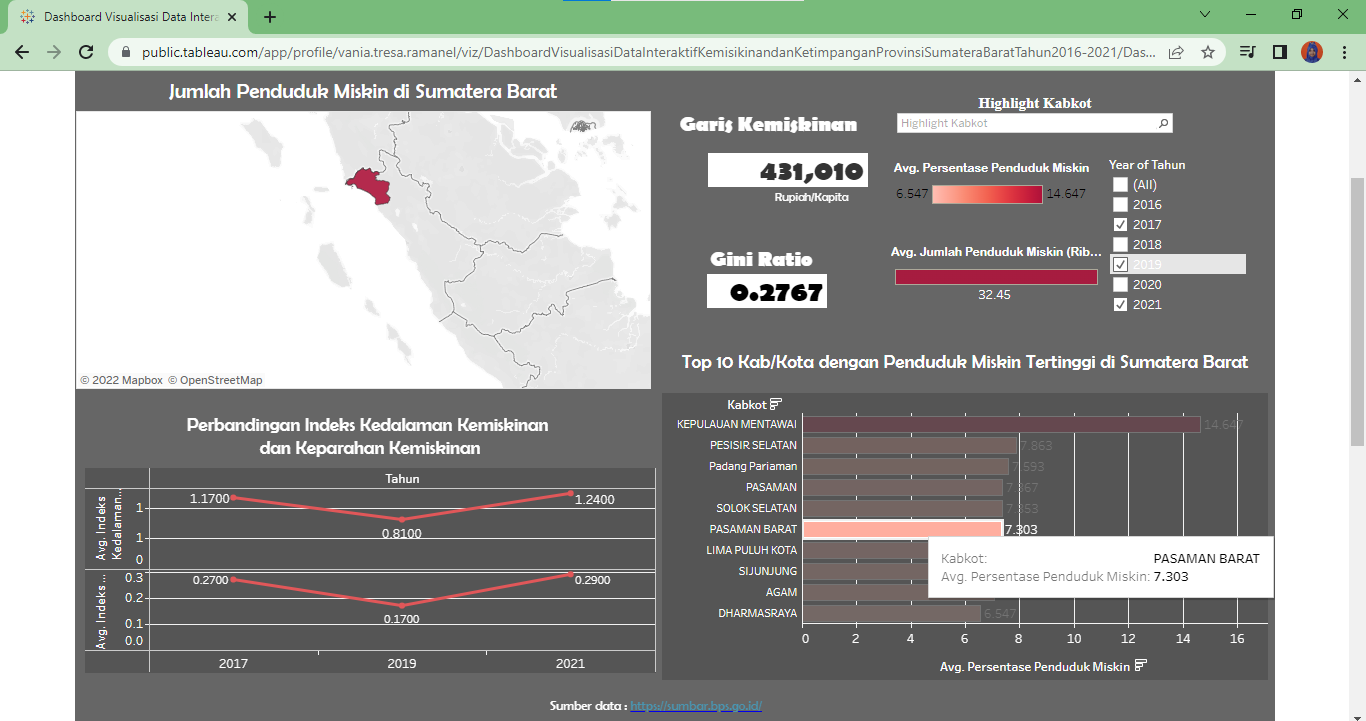 Dashboard Visualisasi Data Intera
public.tableau.com/app/profile/vania.tresa.ramanel/viz/DashboardVisualisasiDataInteraktifKemisikinandanKetimpanganProvinsiSumateraBaratTahun2016-2021/Das...
Jumlah Penduduk Miskin di Sumatera Barat
© 2022 Mapbox © OpenStreetMap
Garis Kemiskinan
431,010
Rupiah/Kapita
Gini Ratio
0.2767
Highlight Kabkot
Highlight Kabkot
Avg. Persentase Penduduk Miskin
6.547 14.647
Avg. Jumlah Penduduk Miskin (Rib...
32.45
Year of Tahun
(All)
2016
2017
2018
2019
2020
2021
Perbandingan Indeks Kedalaman Kemiskinan
dan Keparahan Kemiskinan
Tahun
Avg. Indeks
Kedalaman...
1
1
0
1.1700
0.8100
1.2400
Avg. Indeks ...
0.3
0.2
0.1
0.0
0.2700
0.1700
0.2900
2017 2019 2021
Top 10 Kab/Kota dengan Penduduk Miskin Tertinggi di Sumatera Barat
Kabkot
KEPULAUAN MENTAWAI 14.647
PESISIR SELATAN 7.863
Padang Pariaman 7.593
PASAMAN 7.367
SOLOK SELATAN 7.353
PASAMAN BARAT 7.303
LIMA PULUH KOTA
SIJUNJUNG
AGAM
DHARMASRAYA 6.547
Kabkot: PASAMAN BARAT
Avg. Persentase Penduduk Miskin: 7.303
0 2 4 6 8 10 12 14 16
Avg. Persentase Penduduk Miskin
Sumber data : https://sumbar.bps.go.id/